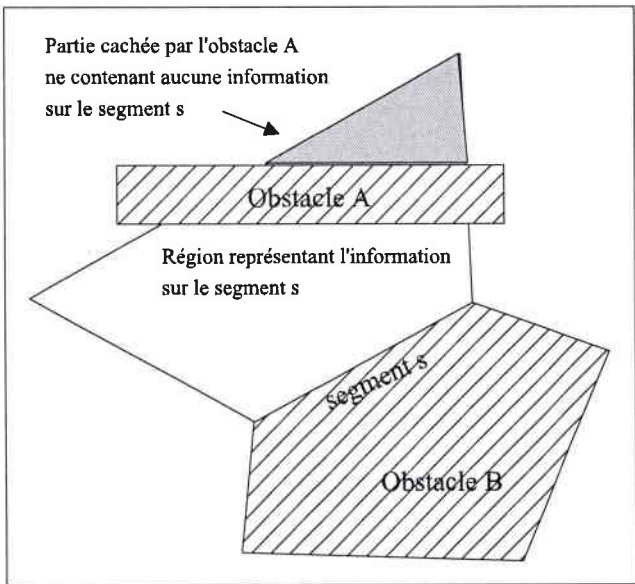 Partie cachée par l'obstacle A
ne contenant aucune information
sur le segment s
Obstacle A
Région représentant l'information
sur le segment s
segment s
Obstacle B